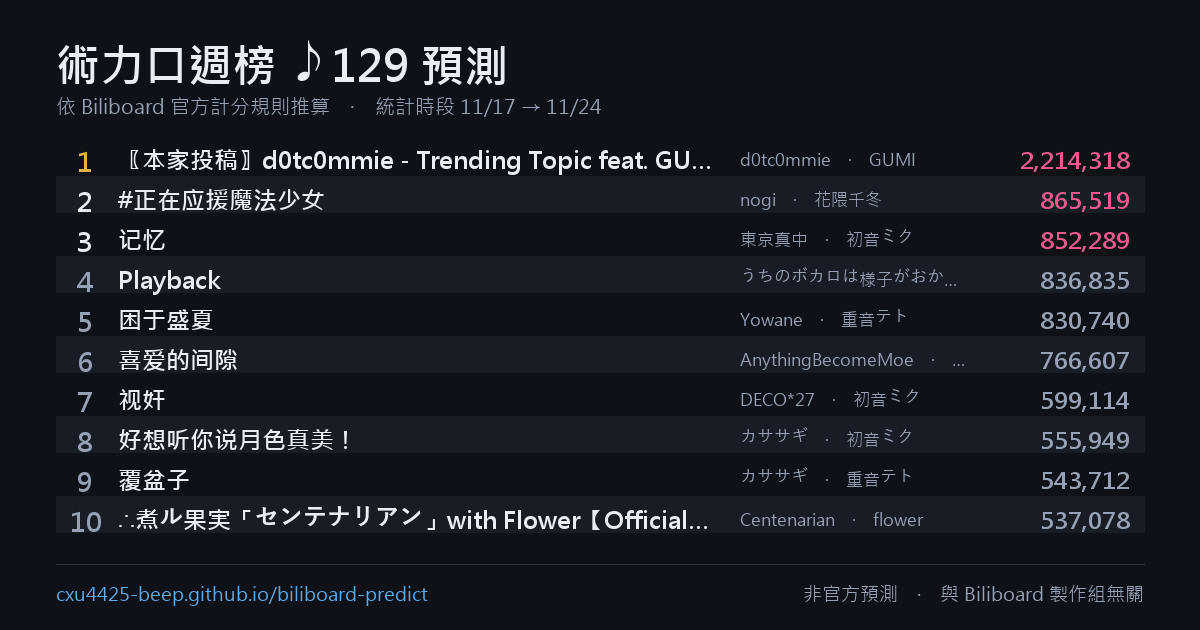 術力口週榜 ♪129 預測
依 Biliboard 官方計分規則推算 · 統計時段 11/17 → 11/24
1 〖本家投稿〗d0tc0mmie - Trending Topic feat. GU... d0tc0mmie · GUMI 2,214,318
2 #正在应援魔法少女 nogi · 花隈千冬 865,519
3 记忆 東京真中 · 初音ミク 852,289
4 Playback うちのボカロは様子がおか... 836,835
5 困于盛夏 Yowane · 重音テト 830,740
6 喜爱的间隙 AnythingBecomeMoe · ... 766,607
7 视奸 DECO*27 · 初音ミク 599,114
8 好想听你说月色真美！ カササギ · 初音ミク 555,949
9 覆盆子 カササギ · 重音テト 543,712
10 ∴煮ル果実「センテナリアン」with Flower【Official... Centenarian · flower 537,078
cxu4425-beep.github.io/biliboard-predict 非官方預測 · 與 Biliboard 製作組無關